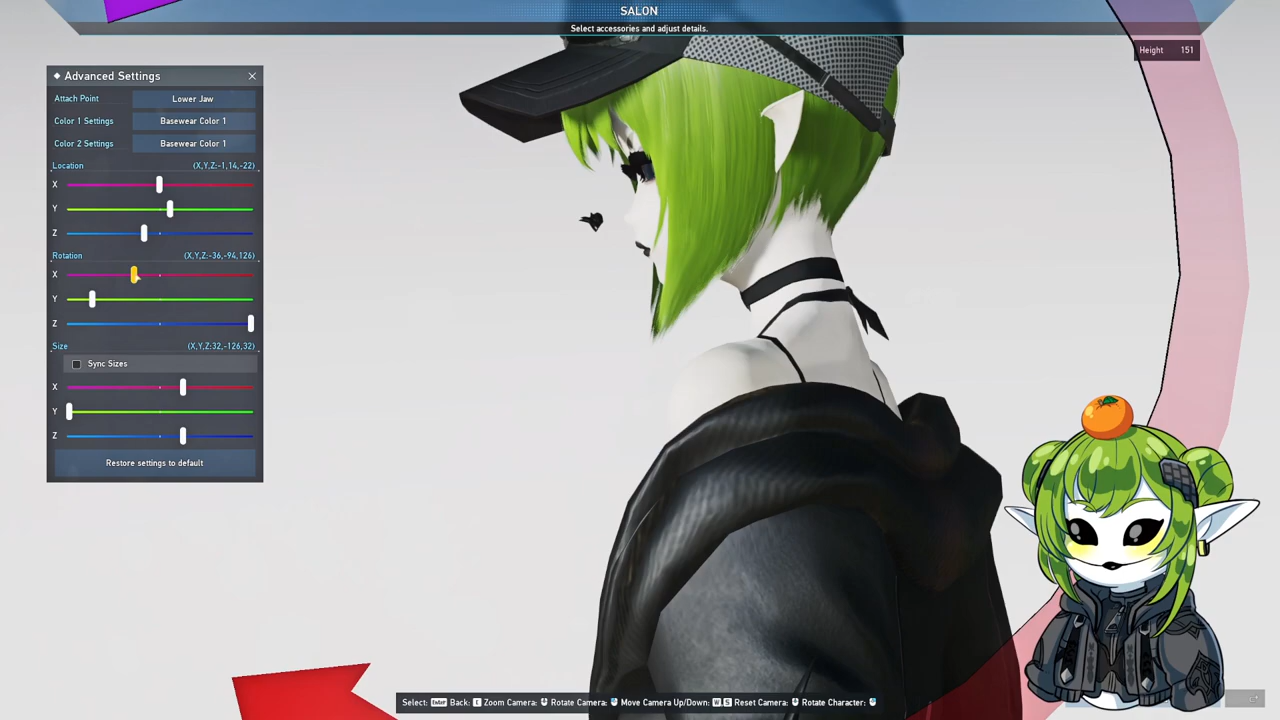 SALON
Select accessories and adjust details.
Height 151
Advanced Settings
Attach Point Lower Jaw
Color 1 Settings Basewear Color 1
Color 2 Settings Basewear Color 1
Location (X,Y,Z:-1,14,-22)
X
Y
Z
Rotation (X,Y,Z:-36,-94,126)
X
Y
Z
Size (X,Y,Z:32,-126,32)
Sync Sizes
X
Y
Z
Restore settings to default
Select: Enter Back: E Zoom Camera: Rotate Camera: Move Camera Up/Down: W,S Reset Camera: Rotate Character: